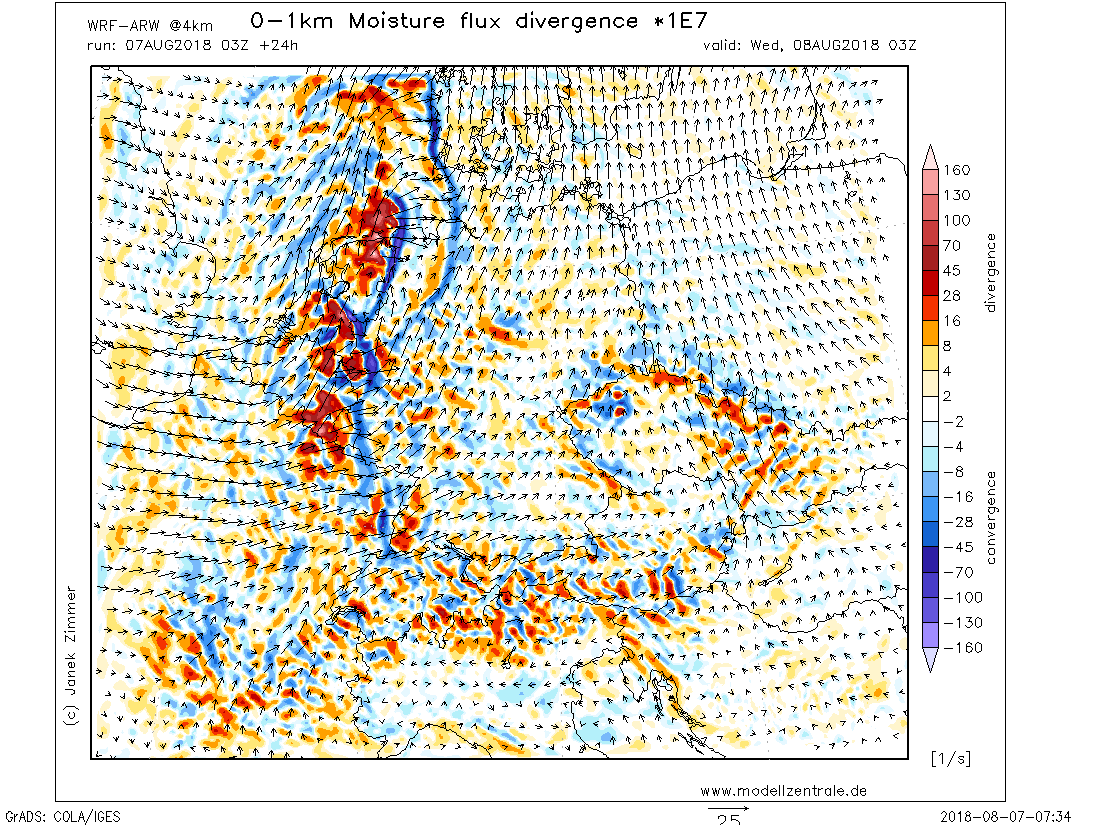 0-1km Moisture flux divergence *1E7
WRF-ARW @4km
run: 07AUG2018 03Z +24h
valid: Wed, 08AUG2018 03Z
160
130
100
70
45
28
16
8
4
2
-2
-4
-8
-16
-28
-45
-70
-100
-130
-160
divergence
convergence
[1/s]
(c) Janek Zimmer
www.modellzentrale.de
25
GrADS: COLA/IGES
2018-08-07-07:34